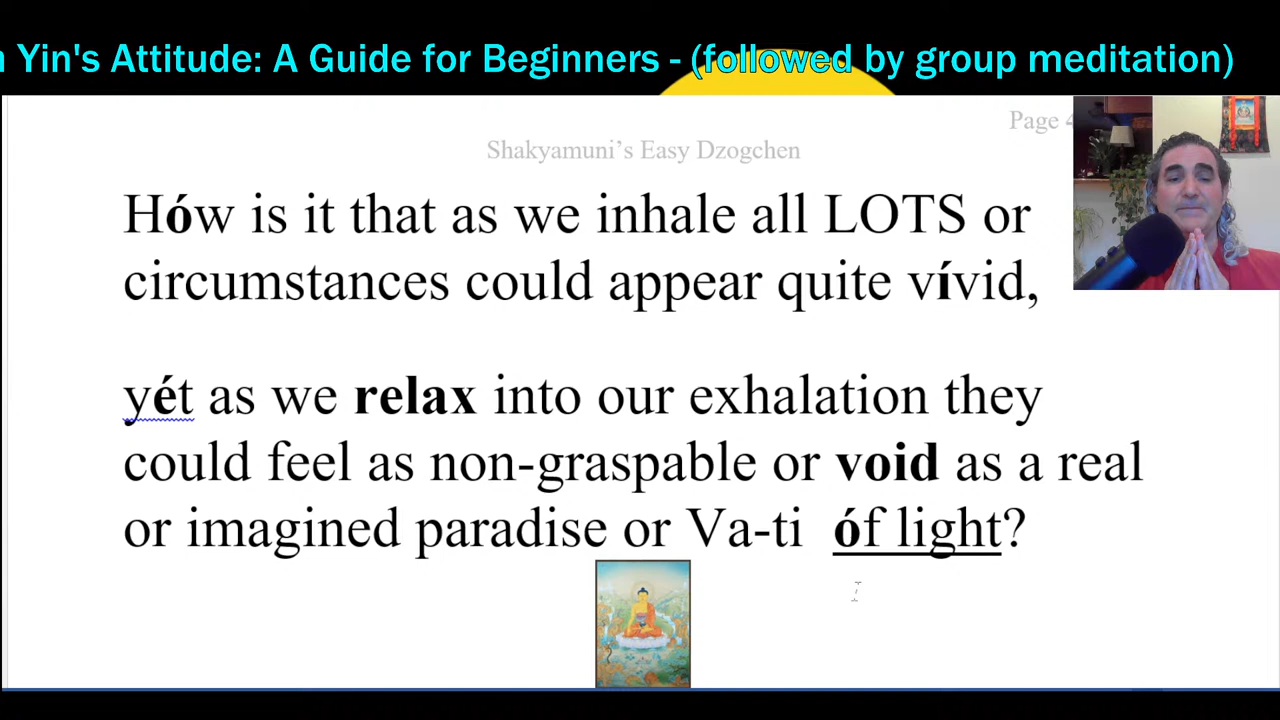 Yin's Attitude: A Guide for Beginners - (followed by group meditation)
Page 4
Shakyamuni's Easy Dzogchen
Hów is it that as we inhale all LOTS or
circumstances could appear quite vívid,
yét as we relax into our exhalation they
could feel as non-graspable or void as a real
or imagined paradise or Va-ti óf light?